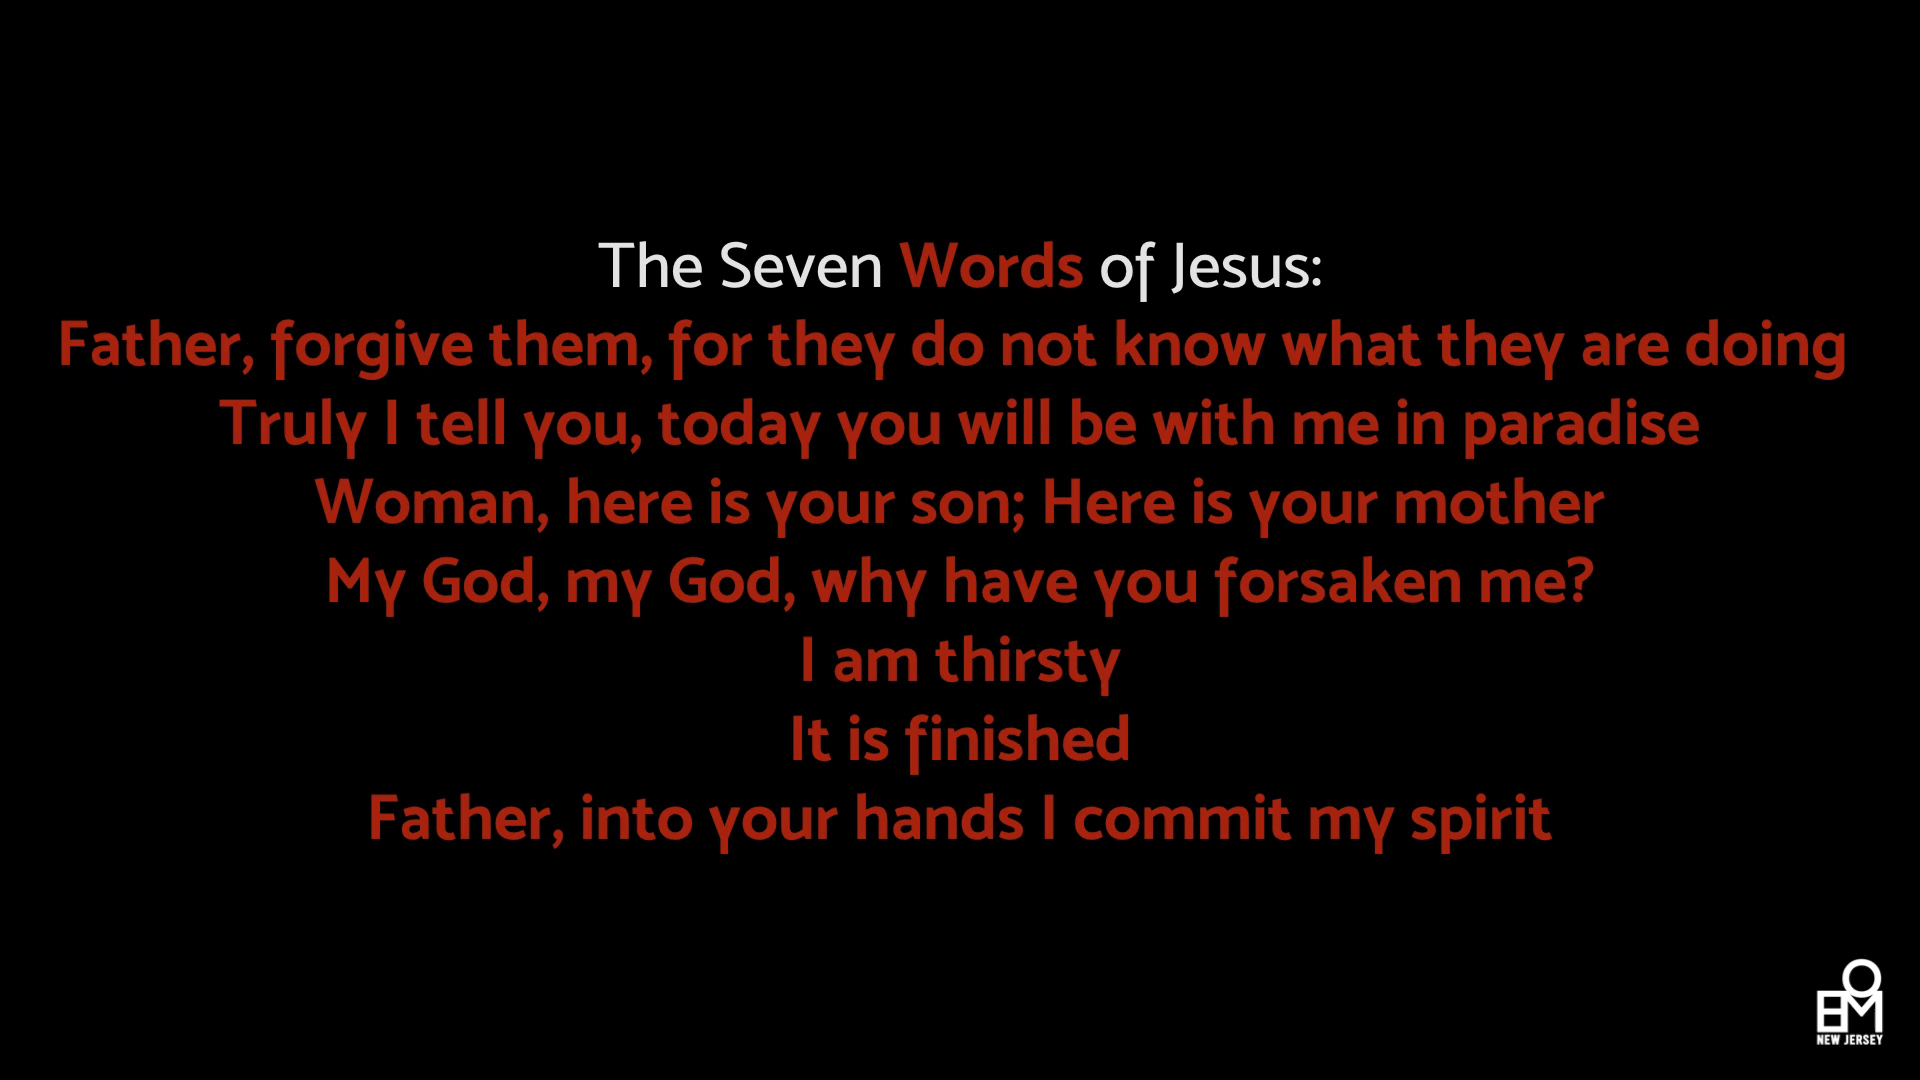 The Seven Words of Jesus:
Father, forgive them, for they do not know what they are doing
Truly I tell you, today you will be with me in paradise
Woman, here is your son; Here is your mother
My God, my God, why have you forsaken me?
I am thirsty
It is finished
Father, into your hands I commit my spirit
O
EM
NEW JERSEY